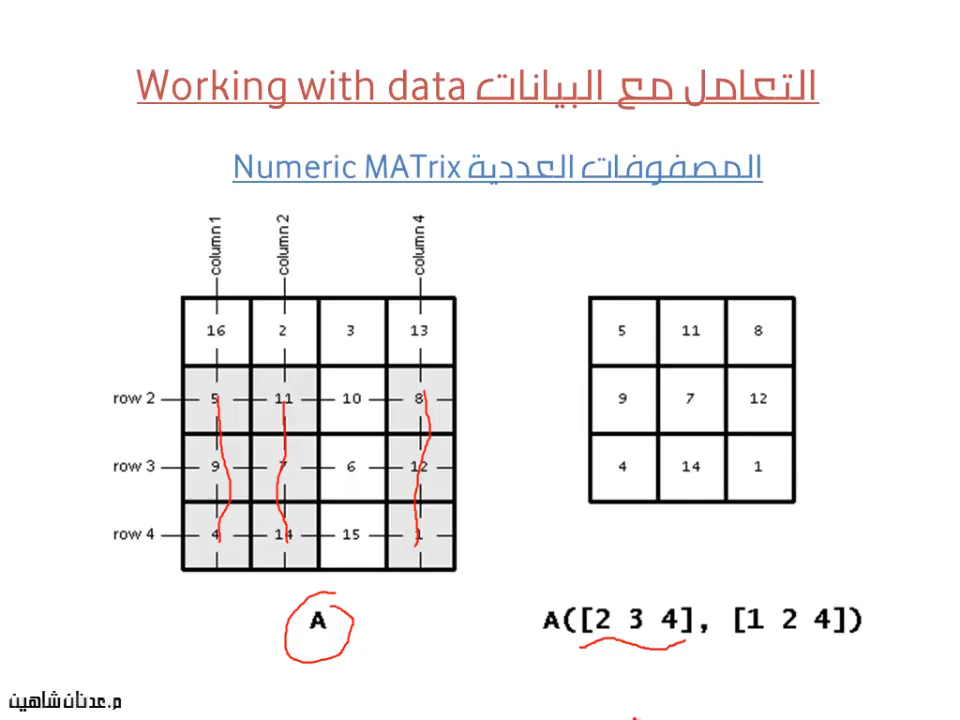 Working with data التعامل مع البيانات
Numeric MATrix المصفوفات العددية
column 1 column 2 column 4
16 2 3 13
row 2 5 11 10 8
row 3 9 7 6 12
row 4 4 14 15 1
5 11 8
9 7 12
4 14 1
A
A([2 3 4], [1 2 4])
م.عدنان شاهين